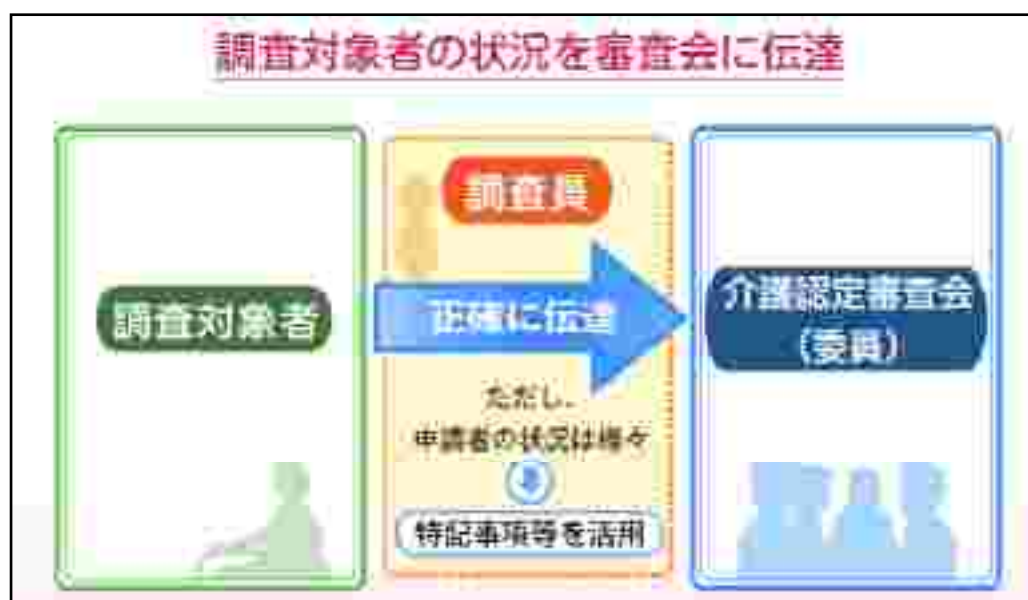 調査対象者の状況を審査会に伝達
調査対象者
調査員
正確に伝達
ただし、
申請者の状況は様々
特記事項等を活用
介護認定審査会
(委員)